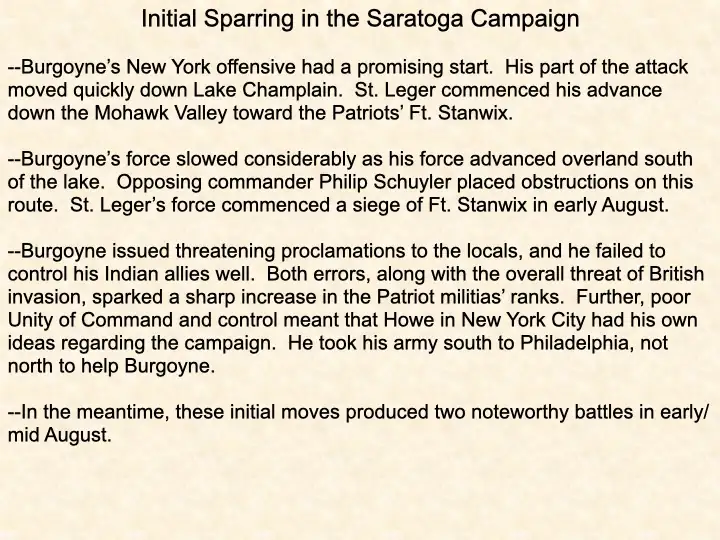 Initial Sparring in the Saratoga Campaign
--Burgoyne’s New York offensive had a promising start.  His part of the attack
moved quickly down Lake Champlain.  St. Leger commenced his advance
down the Mohawk Valley toward the Patriots’ Ft. Stanwix.
--Burgoyne’s force slowed considerably as his force advanced overland south
of the lake.  Opposing commander Philip Schuyler placed obstructions on this
route.  St. Leger’s force commenced a siege of Ft. Stanwix in early August.
--Burgoyne issued threatening proclamations to the locals, and he failed to
control his Indian allies well.  Both errors, along with the overall threat of British
invasion, sparked a sharp increase in the Patriot militias’ ranks.  Further, poor
Unity of Command and control meant that Howe in New York City had his own
ideas regarding the campaign.  He took his army south to Philadelphia, not
north to help Burgoyne.
--In the meantime, these initial moves produced two noteworthy battles in early/
mid August.